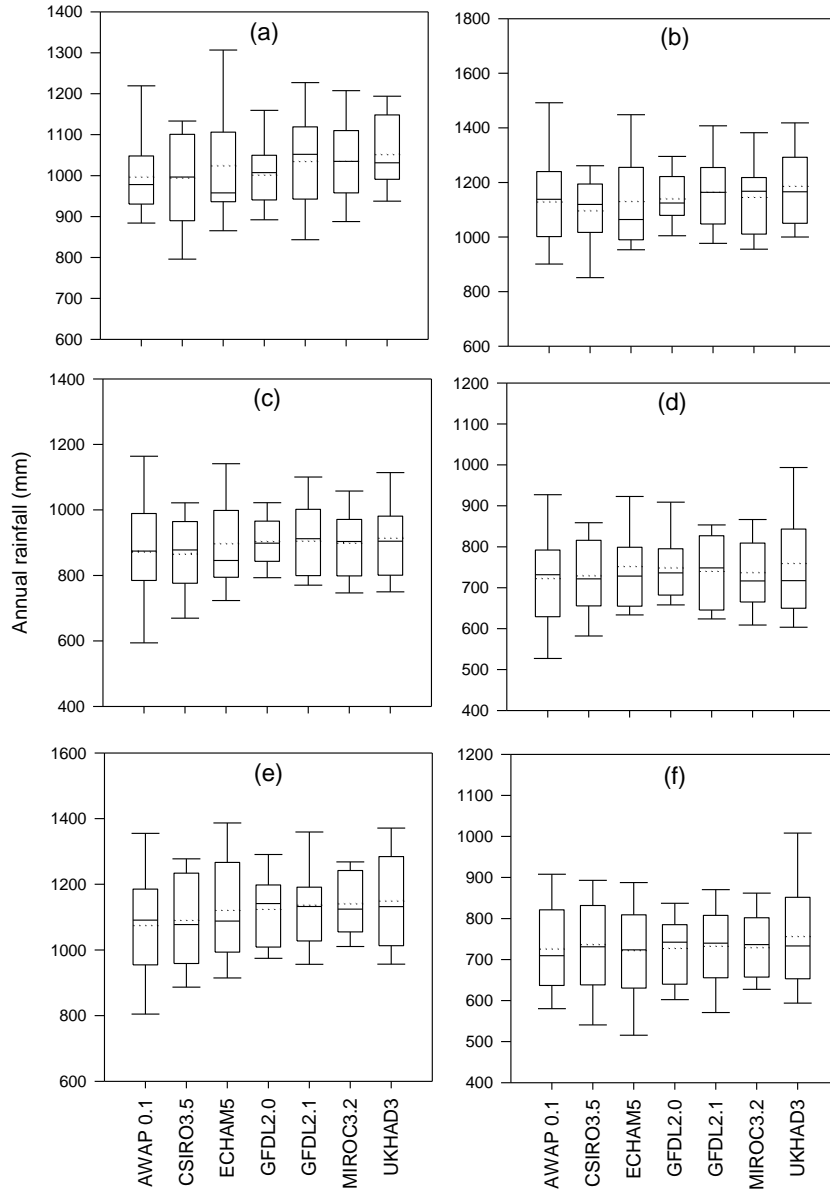 (a)
1400
1300
1200
1100
1000
900
800
700
600
(b)
1800
1600
1400
1200
1000
800
600
Annual rainfall (mm)
(c)
1400
1200
1000
800
600
400
(d)
1200
1100
1000
900
800
700
600
500
400
(e)
1600
1400
1200
1000
800
600
(f)
1200
1100
1000
900
800
700
600
500
400
AWAP 0.1
CSIRO3.5
ECHAM5
GFDL2.0
GFDL2.1
MIROC3.2
UKHAD3
AWAP 0.1
CSIRO3.5
ECHAM5
GFDL2.0
GFDL2.1
MIROC3.2
UKHAD3